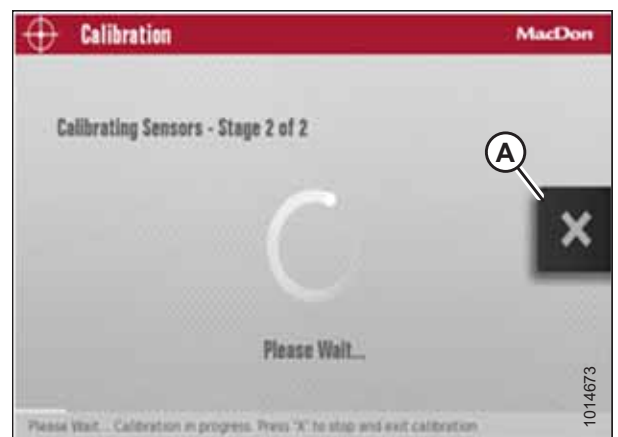 Calibration
MacDon
Calibrating Sensors - Stage 2 of 2
A
X
Please Wait...
1014673
Please Wait... Calibration in progress. Press "X" to stop and exit calibration